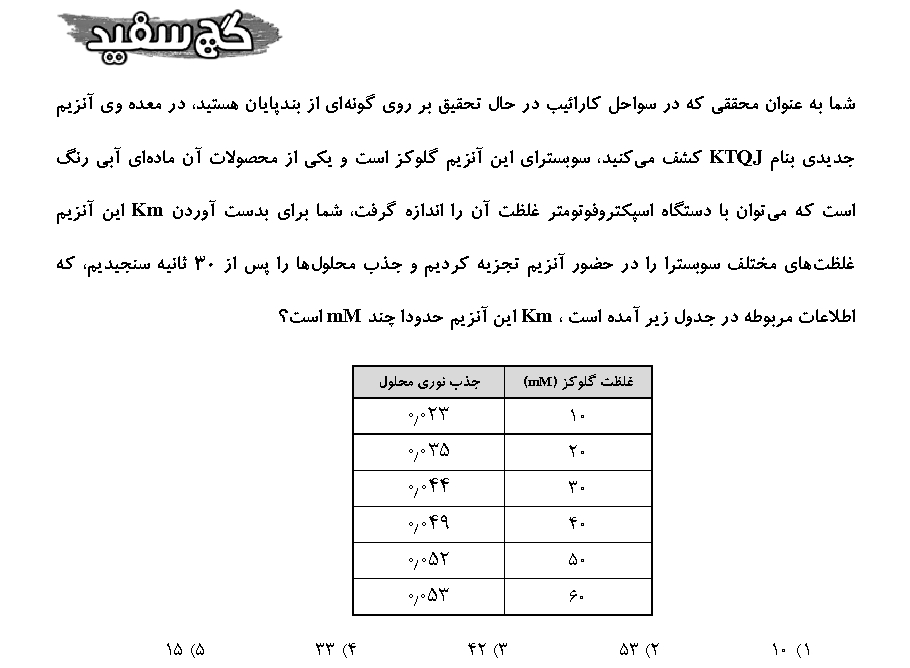 گچ سفید
شما به عنوان محققی که در سواحل کارائیب در حال تحقیق بر روی گونه‌ای از بندپایان هستید، در معده وی آنزیم
جدیدی بنام KTQJ کشف می‌کنید، سوبسترای این آنزیم گلوکز است و یکی از محصولات آن ماده‌ای آبی رنگ
است که می‌توان با دستگاه اسپکتروفوتومتر غلظت آن را اندازه گرفت، شما برای بدست آوردن Km این آنزیم
غلظت‌های مختلف سوبسترا را در حضور آنزیم تجزیه کردیم و جذب محلول‌ها را پس از ۳۰ ثانیه سنجیدیم، که
اطلاعات مربوطه در جدول زیر آمده است ، Km این آنزیم حدودا چند mM است؟
غلظت گلوکز (mM) جذب نوری محلول
۱۰ ۰٫۰۲۳
۲۰ ۰٫۰۳۵
۳۰ ۰٫۰۴۴
۴۰ ۰٫۰۴۹
۵۰ ۰٫۰۵۲
۶۰ ۰٫۰۵۳
۱) ۱۰ ۲) ۵۳ ۳) ۴۲ ۴) ۳۳ ۵) ۱۵